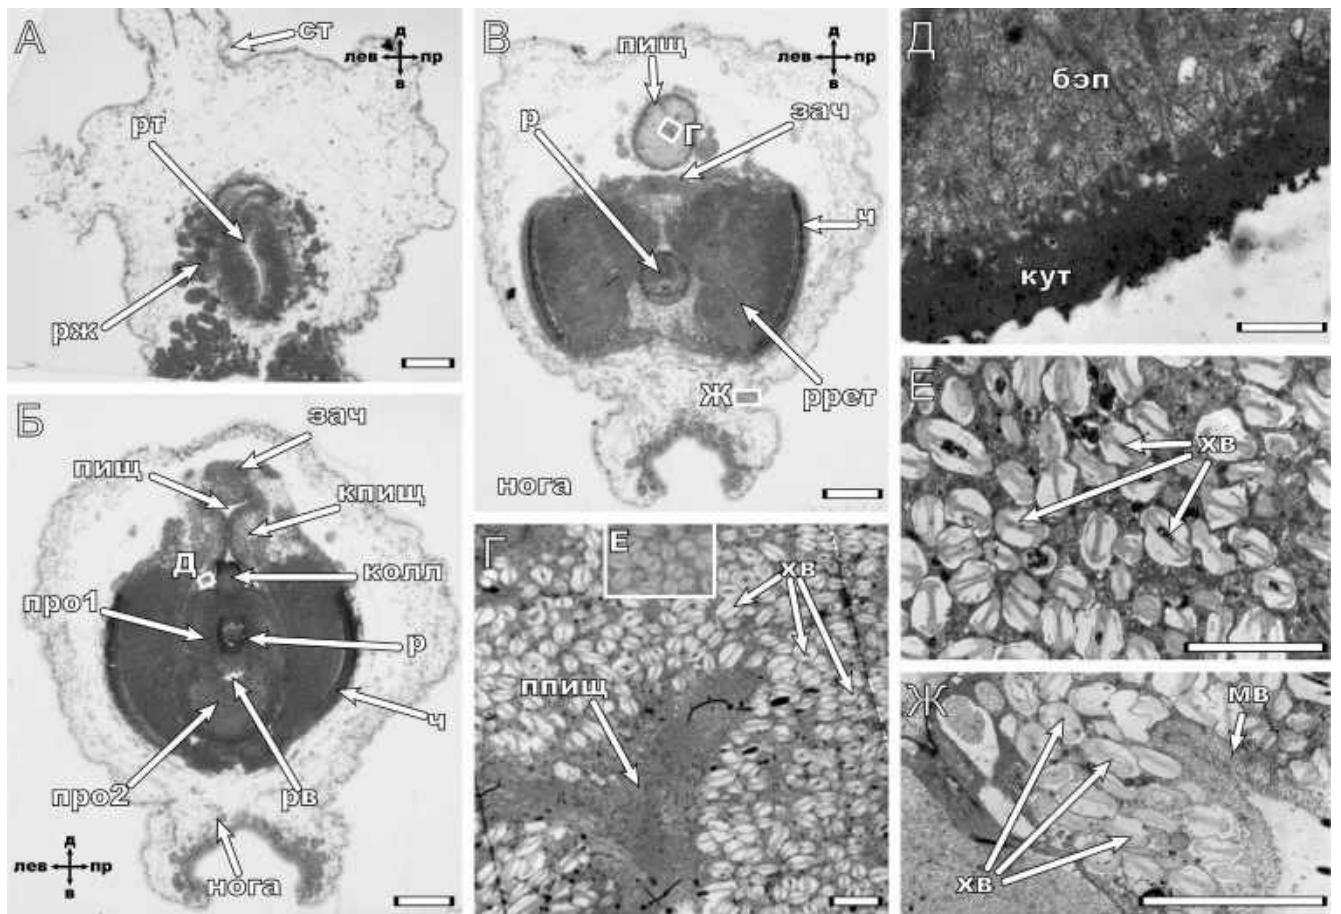 А
ст
д
лев пр
в
рт
рж
Б
зач
пищ
кпищ
Д
колл
про1
р
ч
про2
рв
нога
д
лев пр
в
В
пищ
д
лев пр
в
р
Г
зач
ч
ррет
Ж
нога
Г
Е
хв
ппищ
Д
бэп
кут
Е
хв
Ж
мв
хв